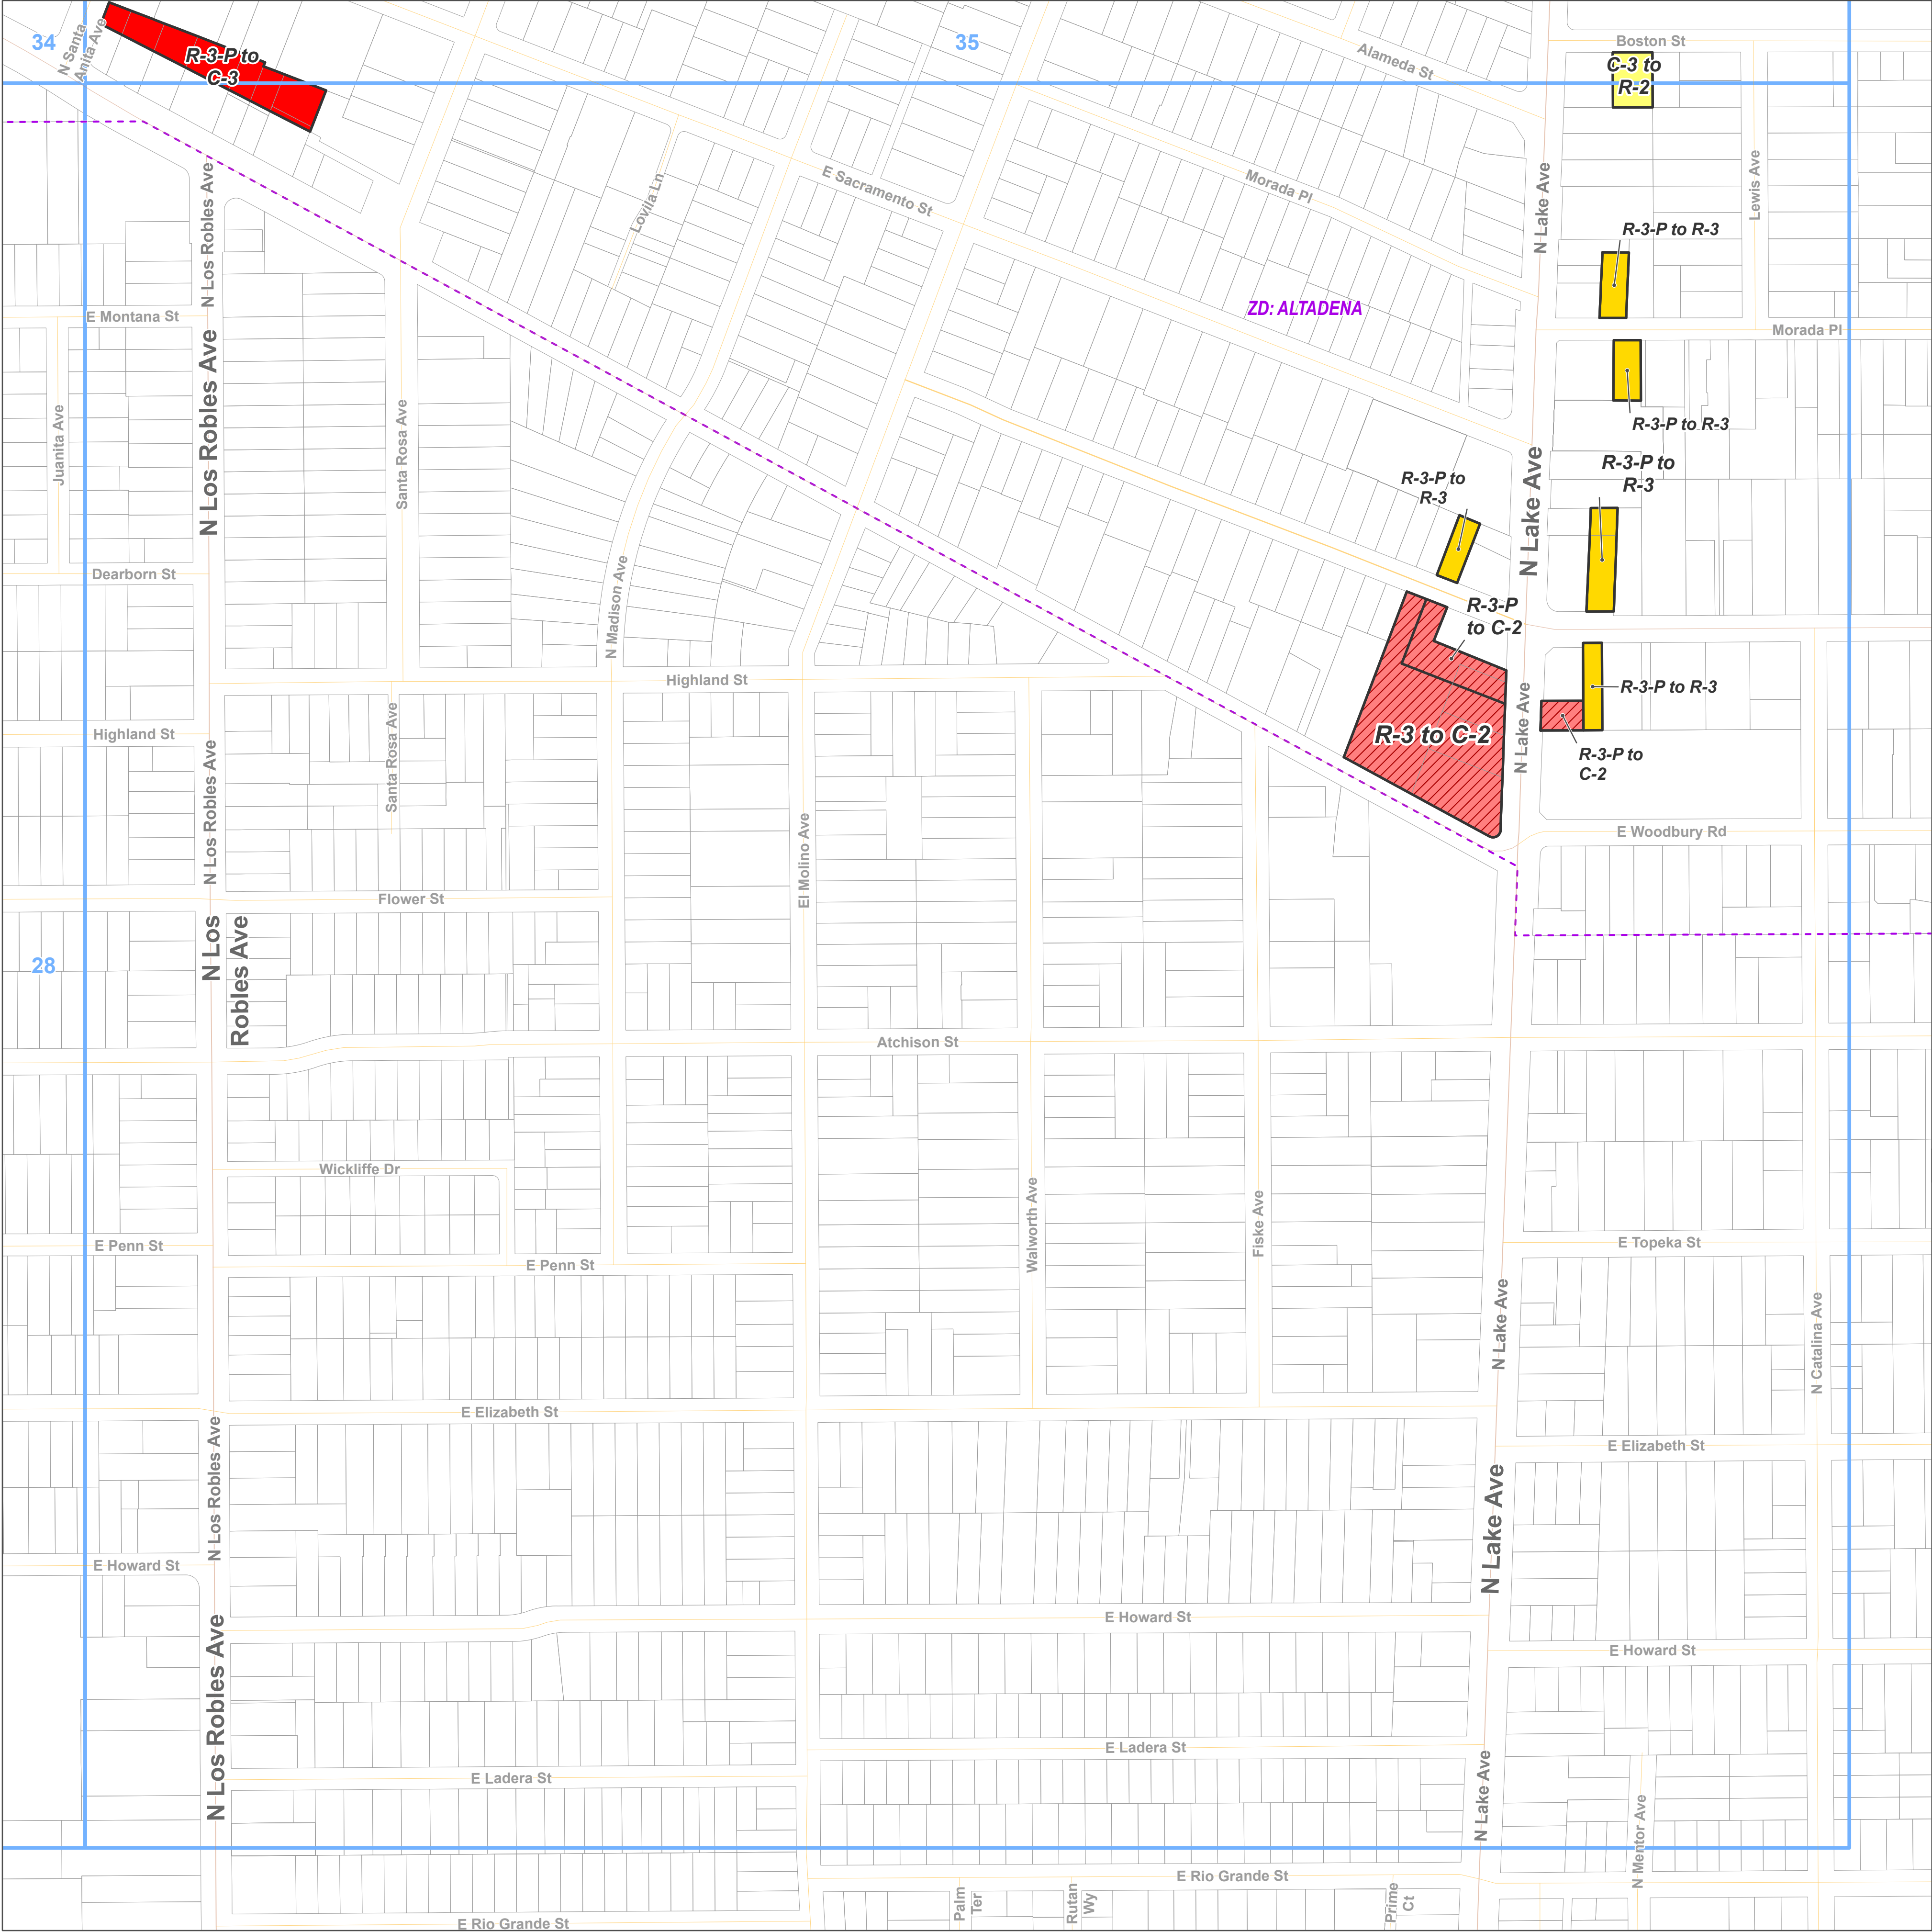 34
N Santa
Anita Ave
R-3-P to
C-3
35
Alameda St
Boston St
C-3 to
R-2
N Los Robles Ave
Lovila Ln
E Sacramento St
Morada Pl
N Lake Ave
Lewis Ave
R-3-P to R-3
ZD: ALTADENA
E Montana St
Morada Pl
Juanita Ave
N Los Robles Ave
Santa Rosa Ave
R-3-P to R-3
R-3-P to
R-3
R-3-P to
R-3
N Lake Ave
Dearborn St
N Madison Ave
R-3-P
to C-2
Highland St
R-3-P to R-3
Highland St
N Los Robles Ave
Santa Rosa Ave
R-3 to C-2
N Lake Ave
R-3-P to
C-2
El Molino Ave
E Woodbury Rd
Flower St
N Los
Robles Ave
28
Atchison St
Wickliffe Dr
Walworth Ave
Fiske Ave
E Penn St
E Penn St
E Topeka St
N Lake Ave
N Catalina Ave
E Elizabeth St
E Elizabeth St
N Los Robles Ave
N Lake Ave
E Howard St
E Howard St
E Howard St
N Los Robles Ave
E Ladera St
E Ladera St
N Lake Ave
N Mentor Ave
E Rio Grande St
Palm
Ter
Rutan
Wy
Prime
Ct
E Rio Grande St